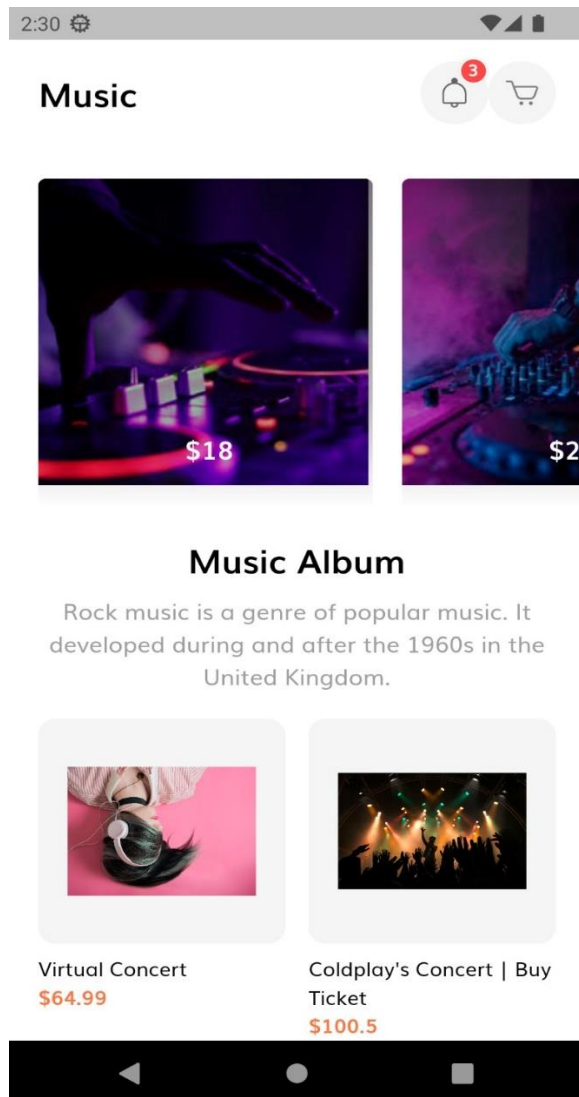 2:30
Music
3
$18
$2
Music Album
Rock music is a genre of popular music. It
developed during and after the 1960s in the
United Kingdom.
Virtual Concert
$64.99
Coldplay's Concert | Buy
Ticket
$100.5